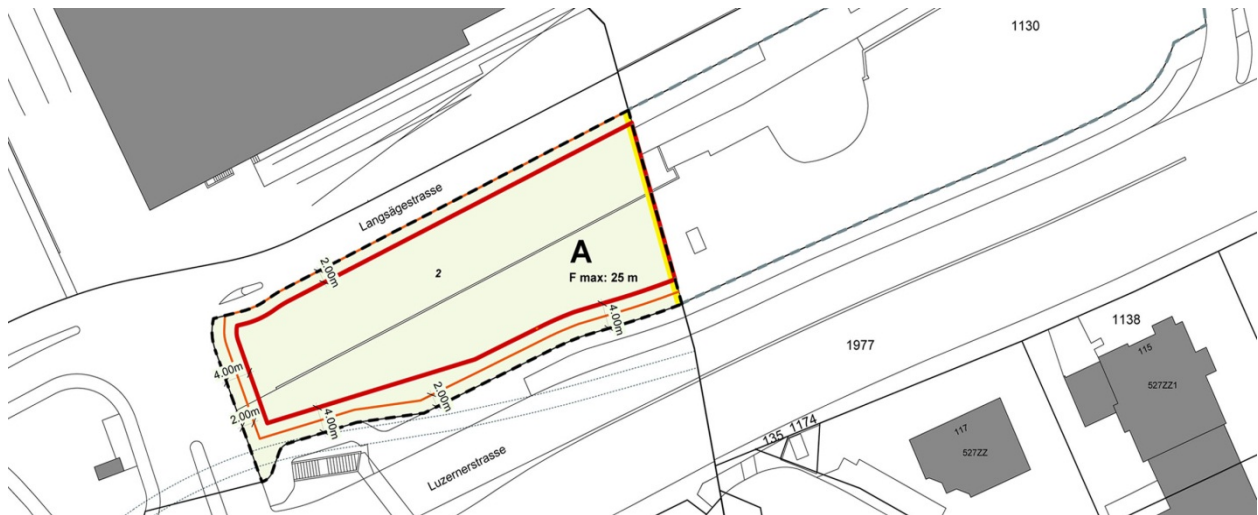 1130
Langsägestrasse
2.00m
2
A
F max: 25 m
4.00m
4.00m
2.00m
2.00m
4.00m
1977
1138
115
527ZZ1
117
527ZZ
135
1174
Luzernerstrasse